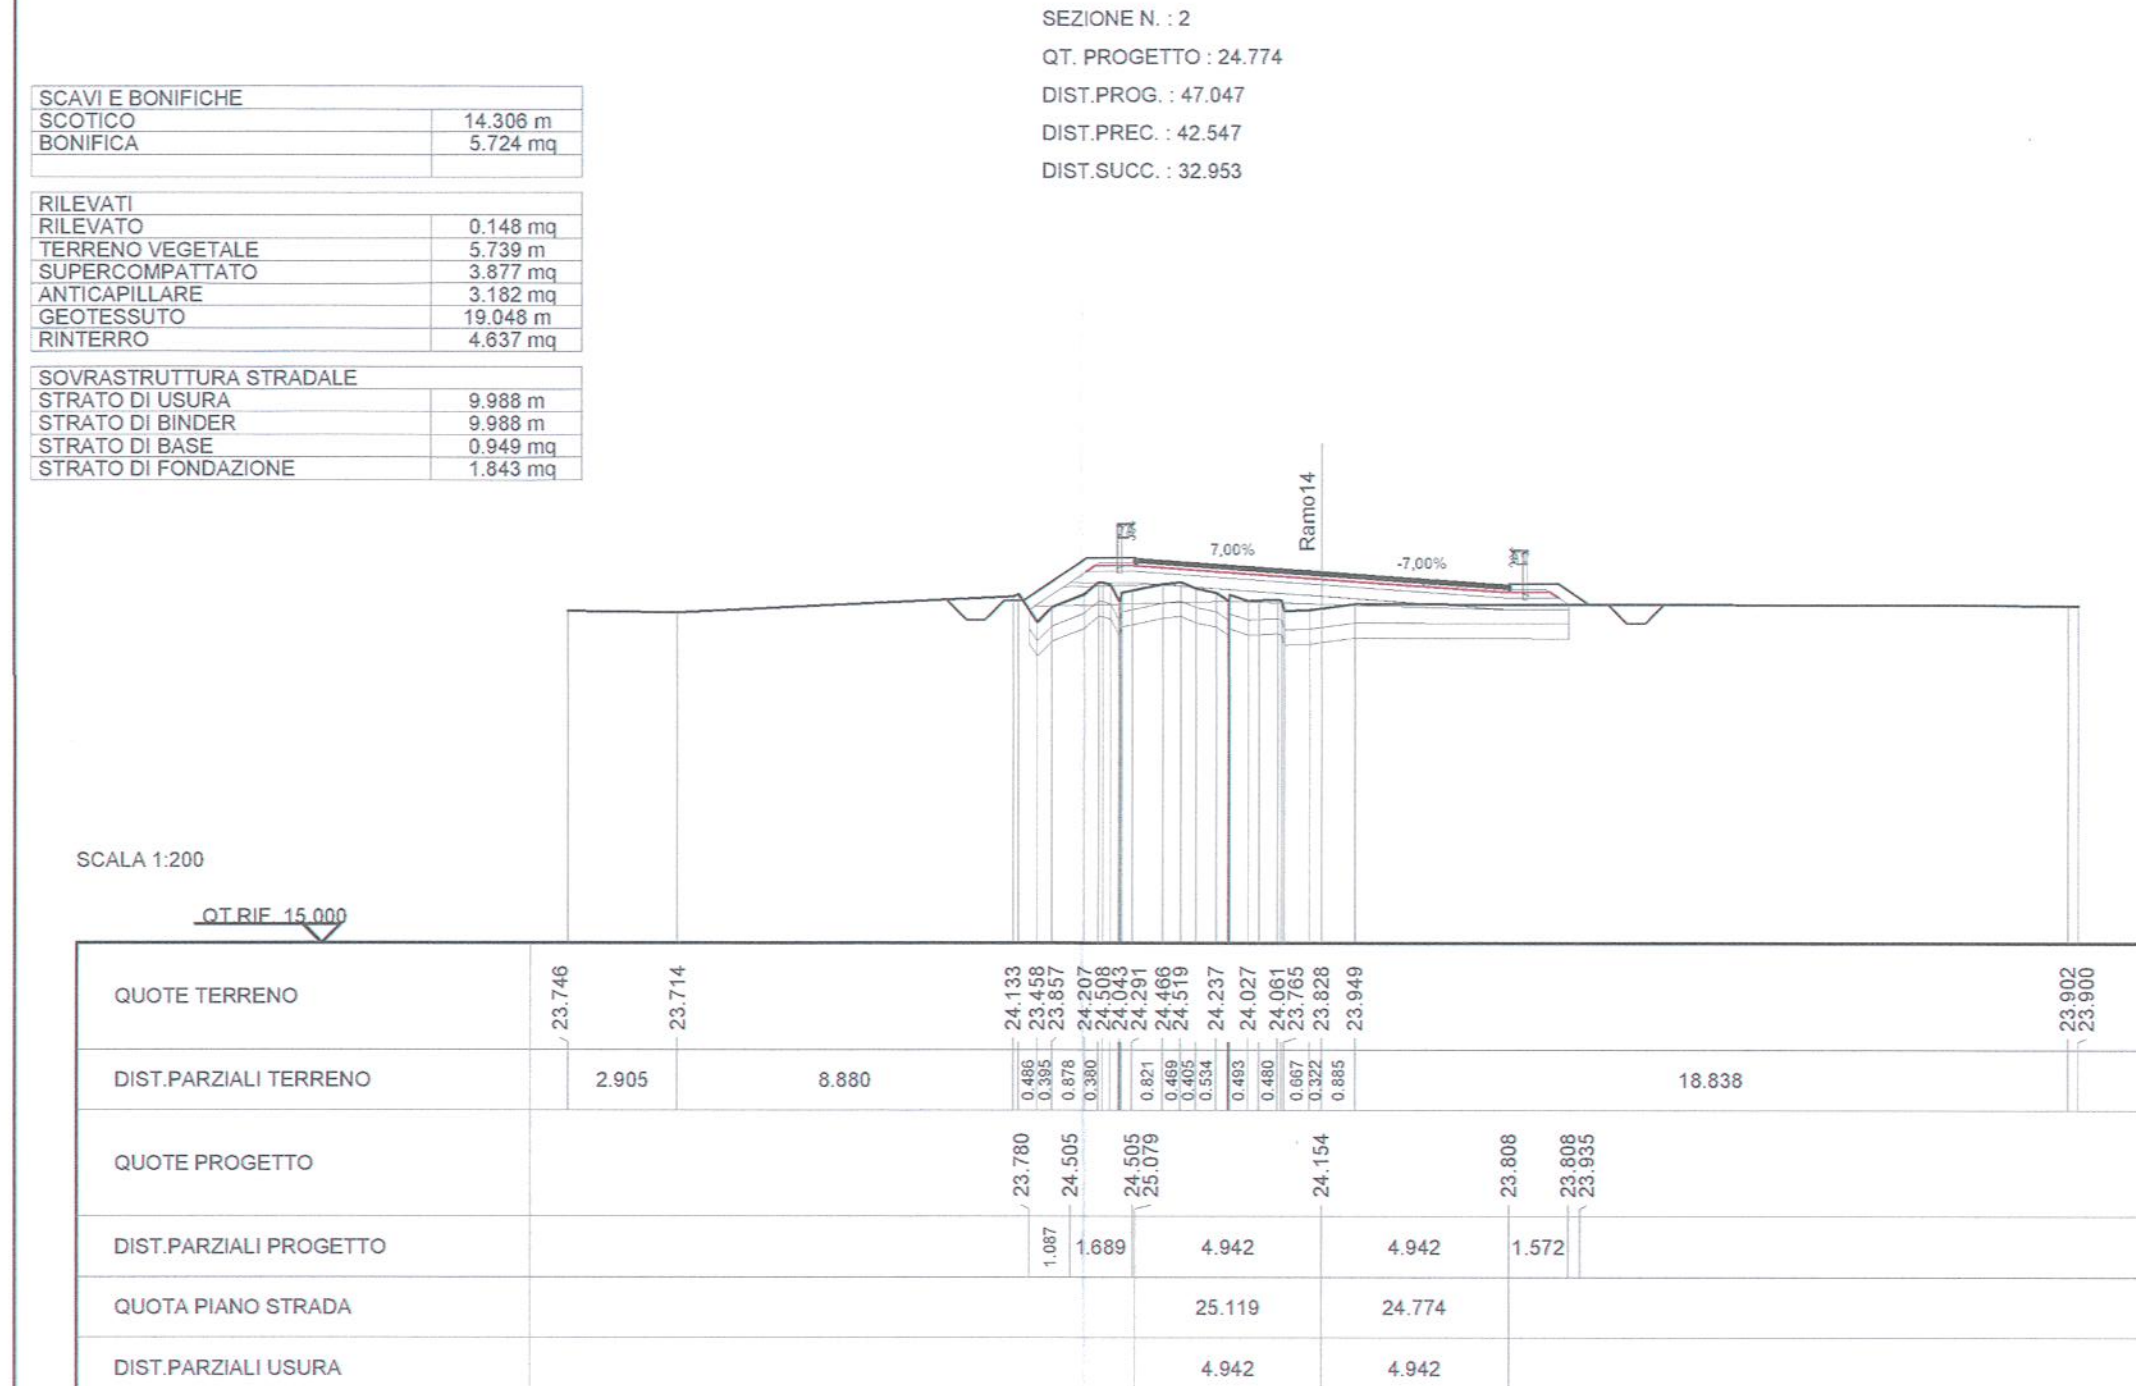 SEZIONE N. : 2
QT. PROGETTO : 24.774
DIST.PROG. : 47.047
DIST.PREC. : 42.547
DIST.SUCC. : 32.953
SCAVI E BONIFICHE
SCOTICO 14.306 m
BONIFICA 5.724 mq
RILEVATI
RILEVATO 0.148 mq
TERRENO VEGETALE 5.739 m
SUPERCOMPATTATO 3.877 mq
ANTICAPILLARE 3.182 mq
GEOTESSUTO 19.048 m
RINTERRO 4.637 mq
SOVRASTRUTTURA STRADALE
STRATO DI USURA 9.988 m
STRATO DI BINDER 9.988 m
STRATO DI BASE 0.949 mq
STRATO DI FONDAZIONE 1.843 mq
Ramo14
7,00%
-7,00%
SCALA 1:200
QT.RIF. 15.000
QUOTE TERRENO 23.746 23.714 24.133 23.458 23.857 24.207 24.508 24.043 24.291 24.466 24.519 24.237 24.027 24.061 23.765 23.828 23.949 23.902 23.900
DIST.PARZIALI TERRENO 2.905 8.880 0.486 0.395 0.878 0.380 0.821 0.469 0.405 0.534 0.493 0.480 0.667 0.322 0.885 18.838
QUOTE PROGETTO 23.780 24.505 24.505 25.079 24.154 23.808 23.808 23.935
DIST.PARZIALI PROGETTO 1.087 1.689 4.942 4.942 1.572
QUOTA PIANO STRADA 25.119 24.774
DIST.PARZIALI USURA 4.942 4.942